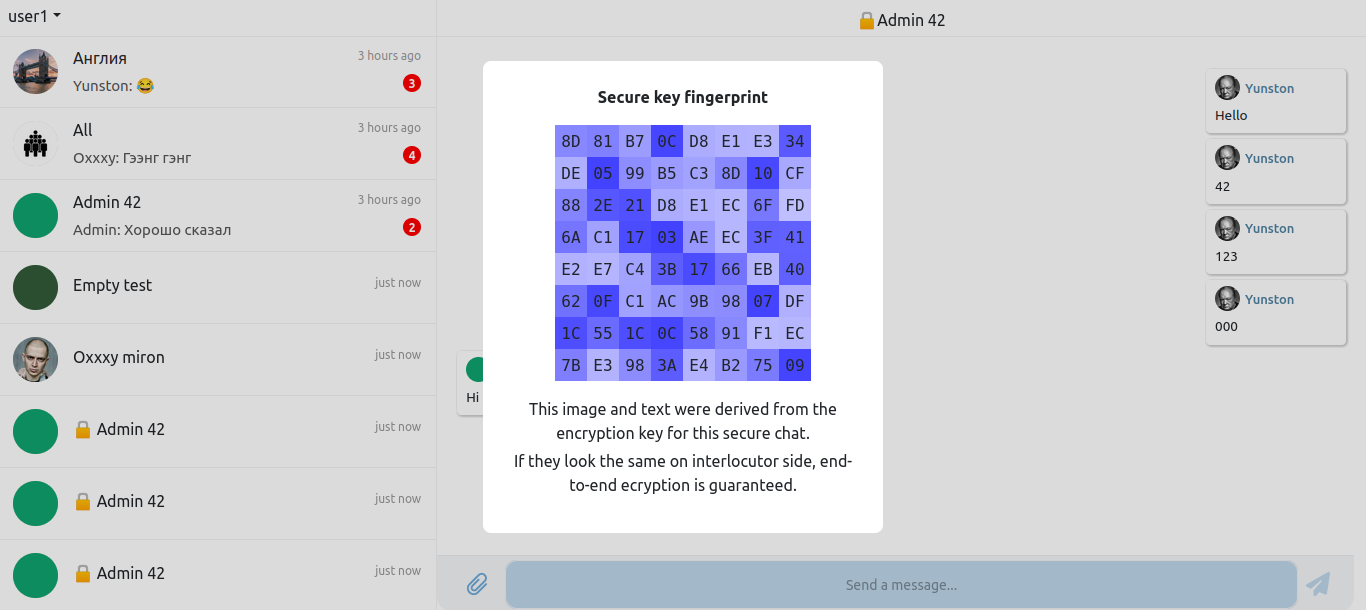 user1
Англия
3 hours ago
Yunston: 😂
3
All
3 hours ago
Oxxxy: Гээнг гэнг
4
Admin 42
3 hours ago
Admin: Хорошо сказал
2
Empty test
just now
Oxxxy miron
just now
🔒 Admin 42
just now
🔒 Admin 42
just now
🔒 Admin 42
just now
🔒 Admin 42
Yunston
Hello
Yunston
42
Yunston
123
Yunston
000
Hi
Secure key fingerprint
8D 81 B7 0C D8 E1 E3 34
DE 05 99 B5 C3 8D 10 CF
88 2E 21 D8 E1 EC 6F FD
6A C1 17 03 AE EC 3F 41
E2 E7 C4 3B 17 66 EB 40
62 0F C1 AC 9B 98 07 DF
1C 55 1C 0C 58 91 F1 EC
7B E3 98 3A E4 B2 75 09
This image and text were derived from the
encryption key for this secure chat.
If they look the same on interlocutor side, end-
to-end ecryption is guaranteed.
Send a message...